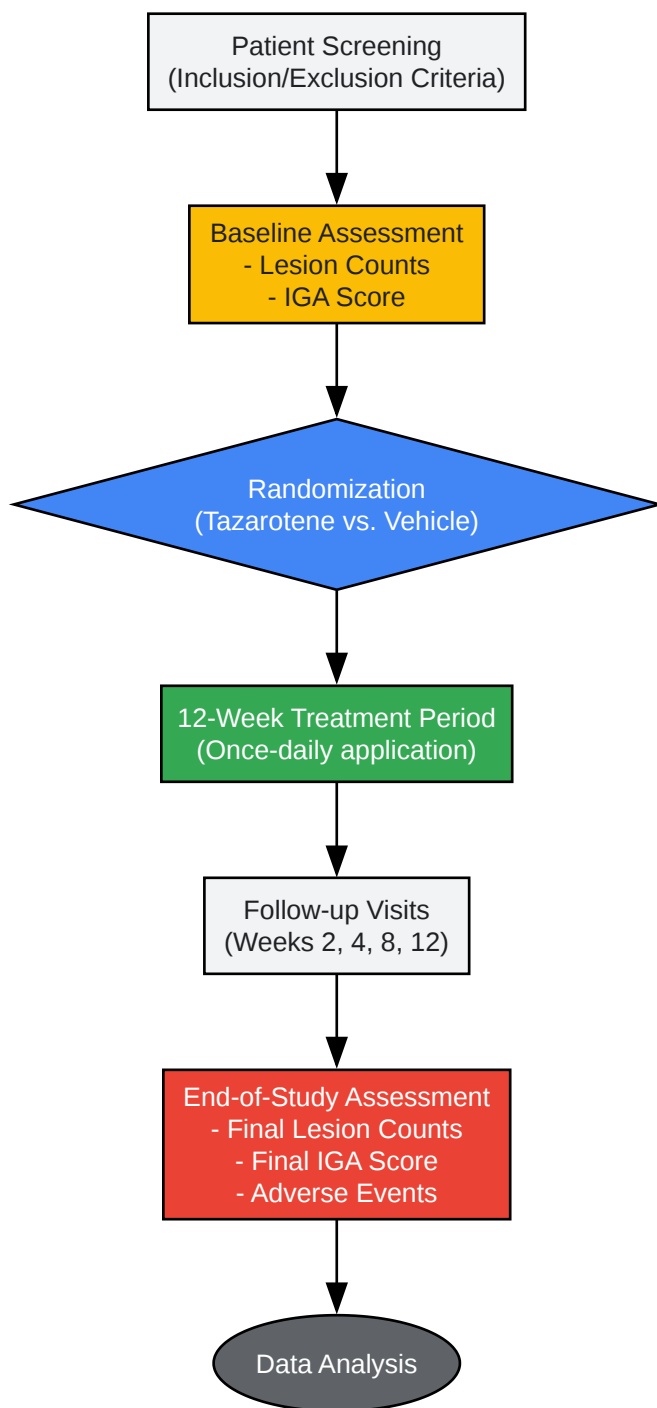 Patient Screening
(Inclusion/Exclusion Criteria)
Baseline Assessment
- Lesion Counts
- IGA Score
Randomization
(Tazarotene vs. Vehicle)
12-Week Treatment Period
(Once-daily application)
Follow-up Visits
(Weeks 2, 4, 8, 12)
End-of-Study Assessment
- Final Lesion Counts
- Final IGA Score
- Adverse Events
Data Analysis